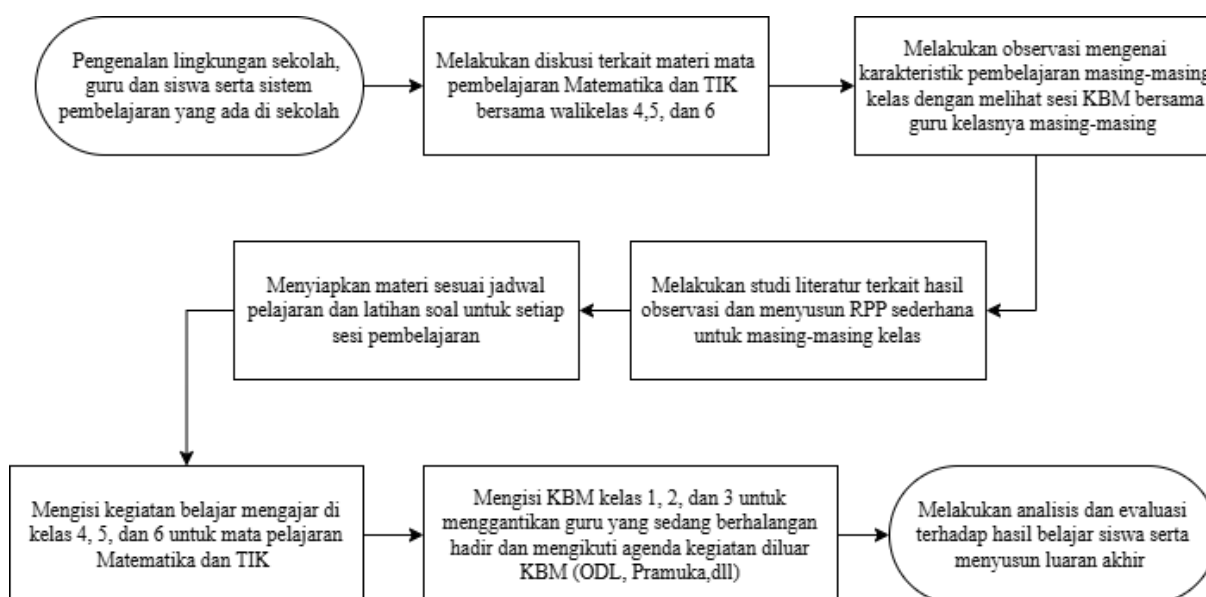 Pengenalan lingkungan sekolah,
guru dan siswa serta sistem
pembelajaran yang ada di sekolah
Melakukan diskusi terkait materi mata
pembelajaran Matematika dan TIK
bersama walikelas 4,5, dan 6
Melakukan observasi mengenai
karakteristik pembelajaran masing-masing
kelas dengan melihat sesi KBM bersama
guru kelasnya masing-masing
Melakukan studi literatur terkait hasil
observasi dan menyusun RPP sederhana
untuk masing-masing kelas
Menyiapkan materi sesuai jadwal
pelajaran dan latihan soal untuk setiap
sesi pembelajaran
Mengisi kegiatan belajar mengajar di
kelas 4, 5, dan 6 untuk mata pelajaran
Matematika dan TIK
Mengisi KBM kelas 1, 2, dan 3 untuk
menggantikan guru yang sedang berhalangan
hadir dan mengikuti agenda kegiatan diluar
KBM (ODL, Pramuka,dll)
Melakukan analisis dan evaluasi
terhadap hasil belajar siswa serta
menyusun luaran akhir